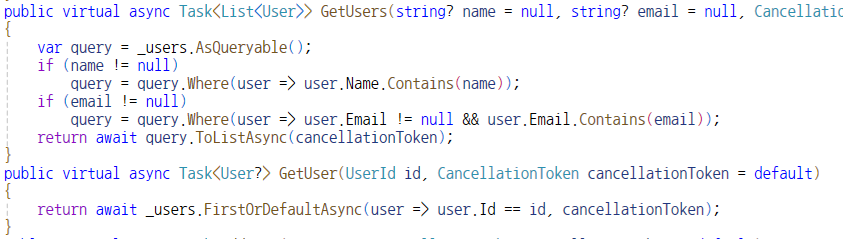 public virtual async Task<List<User>> GetUsers(string? name = null, string? email = null,
{
var query = _users.AsQueryable();
if (name != null)
query = query.Where(user => user.Name.Contains(name));
if (email != null)
query = query.Where(user => user.Email != null && user.Email.Contains(email));
return await query.ToListAsync(cancellationToken);
}
public virtual async Task<User?> GetUser(UserId id, CancellationToken cancellationToken = default)
{
return await _users.FirstOrDefaultAsync(user => user.Id == id, cancellationToken);
}